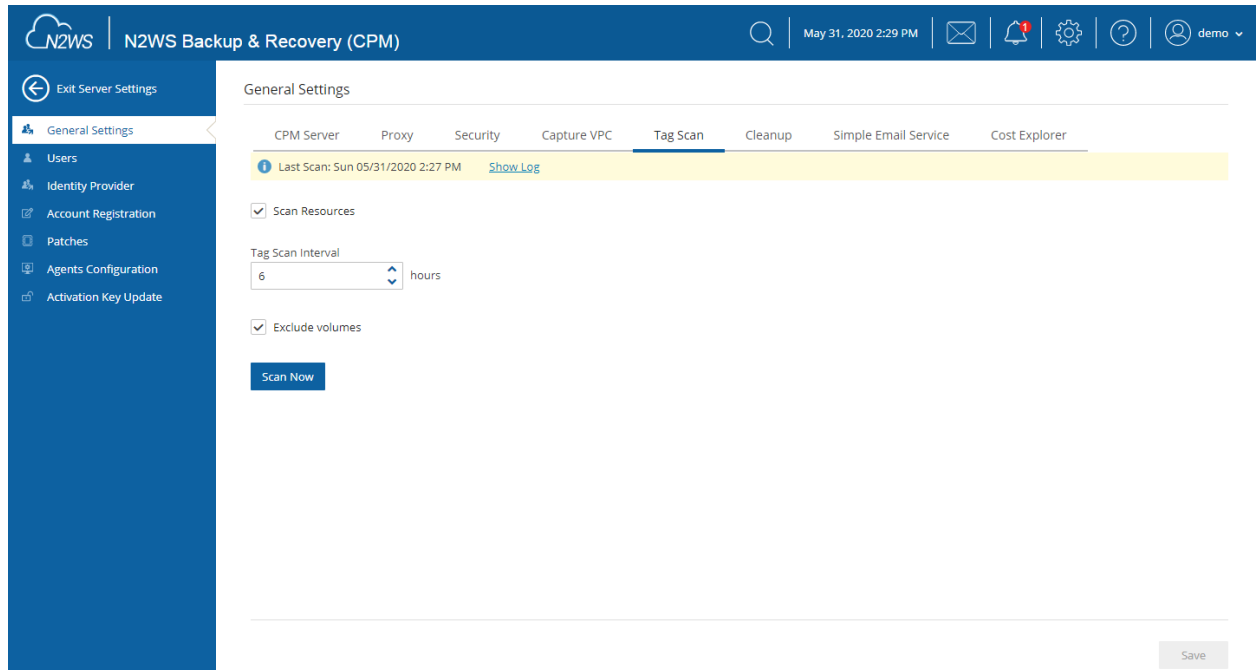 N2WS
N2WS Backup & Recovery (CPM)
May 31, 2020 2:29 PM
1
demo
Exit Server Settings
General Settings
Users
Identity Provider
Account Registration
Patches
Agents Configuration
Activation Key Update
General Settings
CPM Server Proxy Security Capture VPC Tag Scan Cleanup Simple Email Service Cost Explorer
Last Scan: Sun 05/31/2020 2:27 PM Show Log
Scan Resources
Tag Scan Interval
6 hours
Exclude volumes
Scan Now
Save